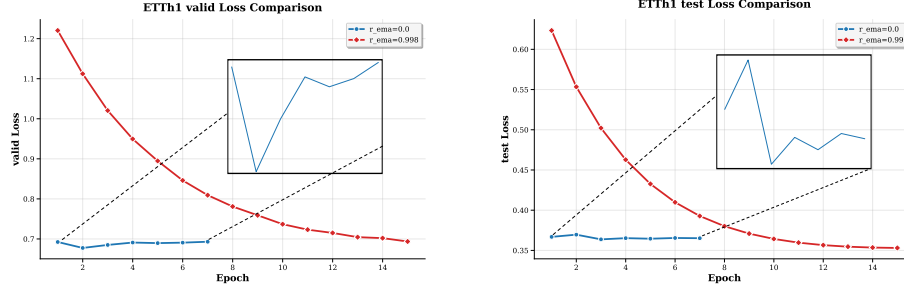 ETTh1 valid Loss Comparison
r_ema=0.0
r_ema=0.998
1.2
1.1
1.0
0.9
0.8
0.7
valid Loss
2
4
6
8
10
12
14
Epoch
ETTh1 test Loss Comparison
r_ema=0.0
r_ema=0.99
0.60
0.55
0.50
0.45
0.40
0.35
test Loss
2
4
6
8
10
12
14
Epoch